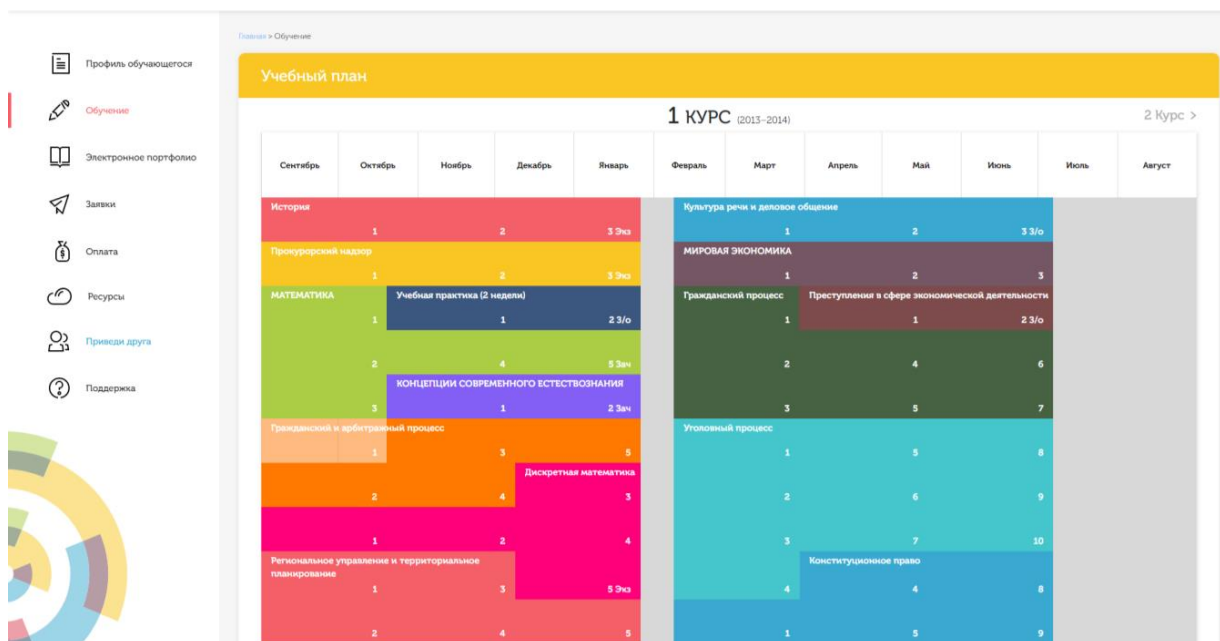 Главная > Обучение
Профиль обучающегося
Обучение
Электронное портфолио
Заявки
Оплата
Ресурсы
Приведи друга
Поддержка
Учебный план
1 КУРС (2013–2014)
2 Курс >
Сентябрь Октябрь Ноябрь Декабрь Январь Февраль Март Апрель Май Июнь Июль Август
История
1 2 3 Экз
Прокурорский надзор
1 2 3 Экз
МАТЕМАТИКА Учебная практика (2 недели)
1 1 2 З/о
2 4 5 Зач
КОНЦЕПЦИИ СОВРЕМЕННОГО ЕСТЕСТВОЗНАНИЯ
3 1 2 Зач
Гражданский и арбитражный процесс
1 3 5
Дискретная математика
2 4 3
1 2 4
Региональное управление и территориальное
планирование
1 3 5 Экз
2 4 5
Культура речи и деловое общение
1 2 3 З/о
МИРОВАЯ ЭКОНОМИКА
1 2 3
Гражданский процесс Преступления в сфере экономической деятельности
1 1 2 З/о
2 4 6
3 5 7
Уголовный процесс
1 5 8
2 6 9
3 7 10
Конституционное право
4 4 8
1 5 9